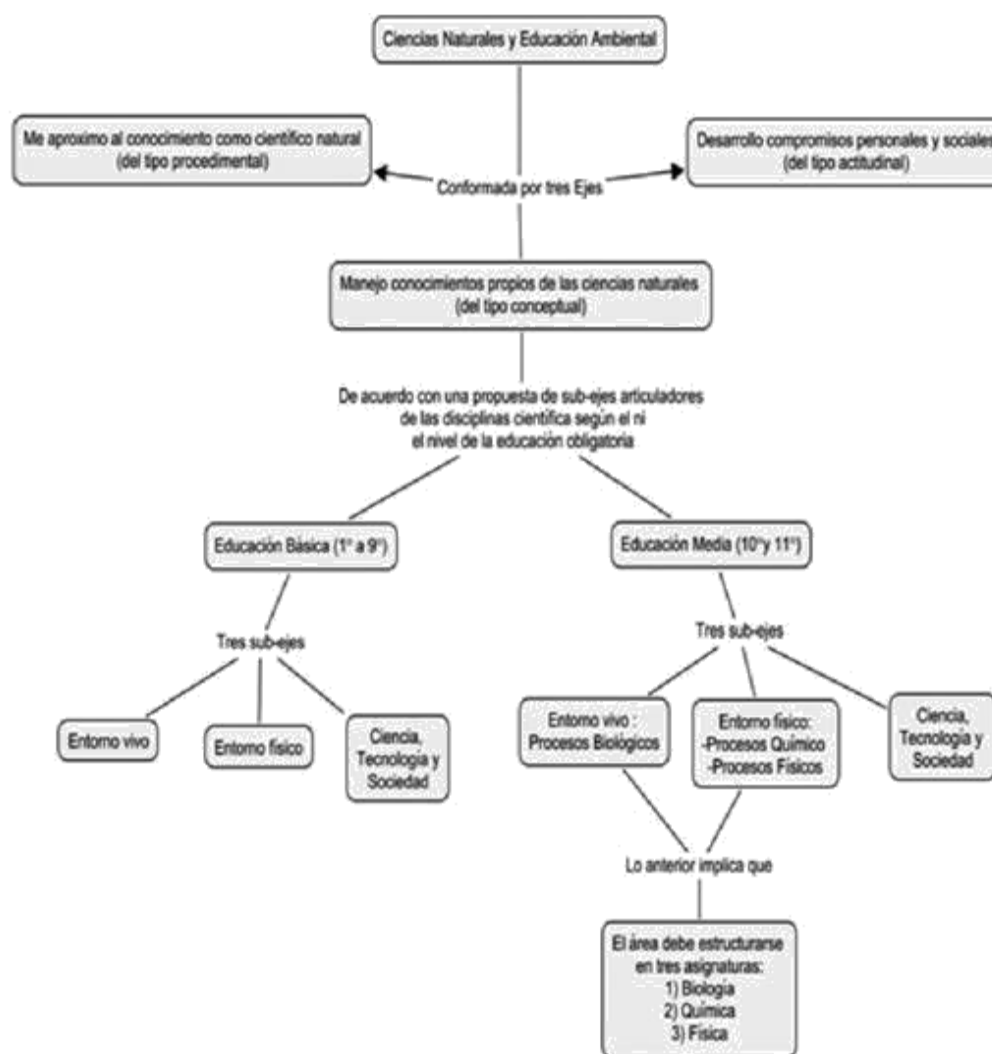 Ciencias Naturales y Educación Ambiental
Me aproximo al conocimiento como científico natural
(del tipo procedimental)
Desarrollo compromisos personales y sociales
(del tipo actitudinal)
Conformada por tres Ejes
Manejo conocimientos propios de las ciencias naturales
(del tipo conceptual)
De acuerdo con una propuesta de sub-ejes articuladores
de las disciplinas científica según el ni
el nivel de la educación obligatoria
Educación Básica (1° a 9°)
Educación Media (10°y 11°)
Tres sub-ejes
Tres sub-ejes
Entorno vivo
Entorno físico
Ciencia,
Tecnología y
Sociedad
Entorno vivo :
Procesos Biológicos
Entorno físico:
-Procesos Químico
-Procesos Físicos
Ciencia,
Tecnología y
Sociedad
Lo anterior implica que
El área debe estructurarse
en tres asignaturas:
1) Biología
2) Química
3) Física